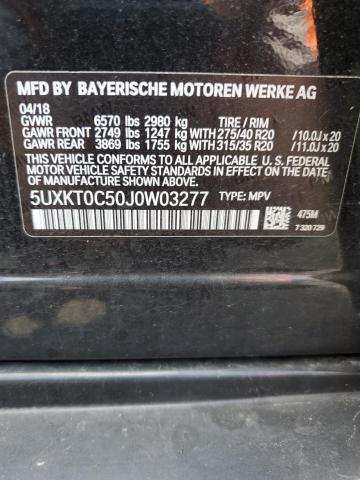 MFD BY BAYERISCHE MOTOREN WERKE AG
04/18
GVWR 6570 lbs 2980 kg TIRE / RIM
GAWR FRONT 2749 lbs 1247 kg WITH 275/40 R20 /10.0J x 20
GAWR REAR 3869 lbs 1755 kg WITH 315/35 R20 /11.0J x 20
THIS VEHICLE CONFORMS TO ALL APPLICABLE U. S. FEDERAL
MOTOR VEHICLE SAFETY STANDARDS IN EFFECT ON THE DATE OF
MANUFACTURE SHOWN ABOVE.
5UXKT0C50J0W03277 TYPE: MPV
475M
7 320 729